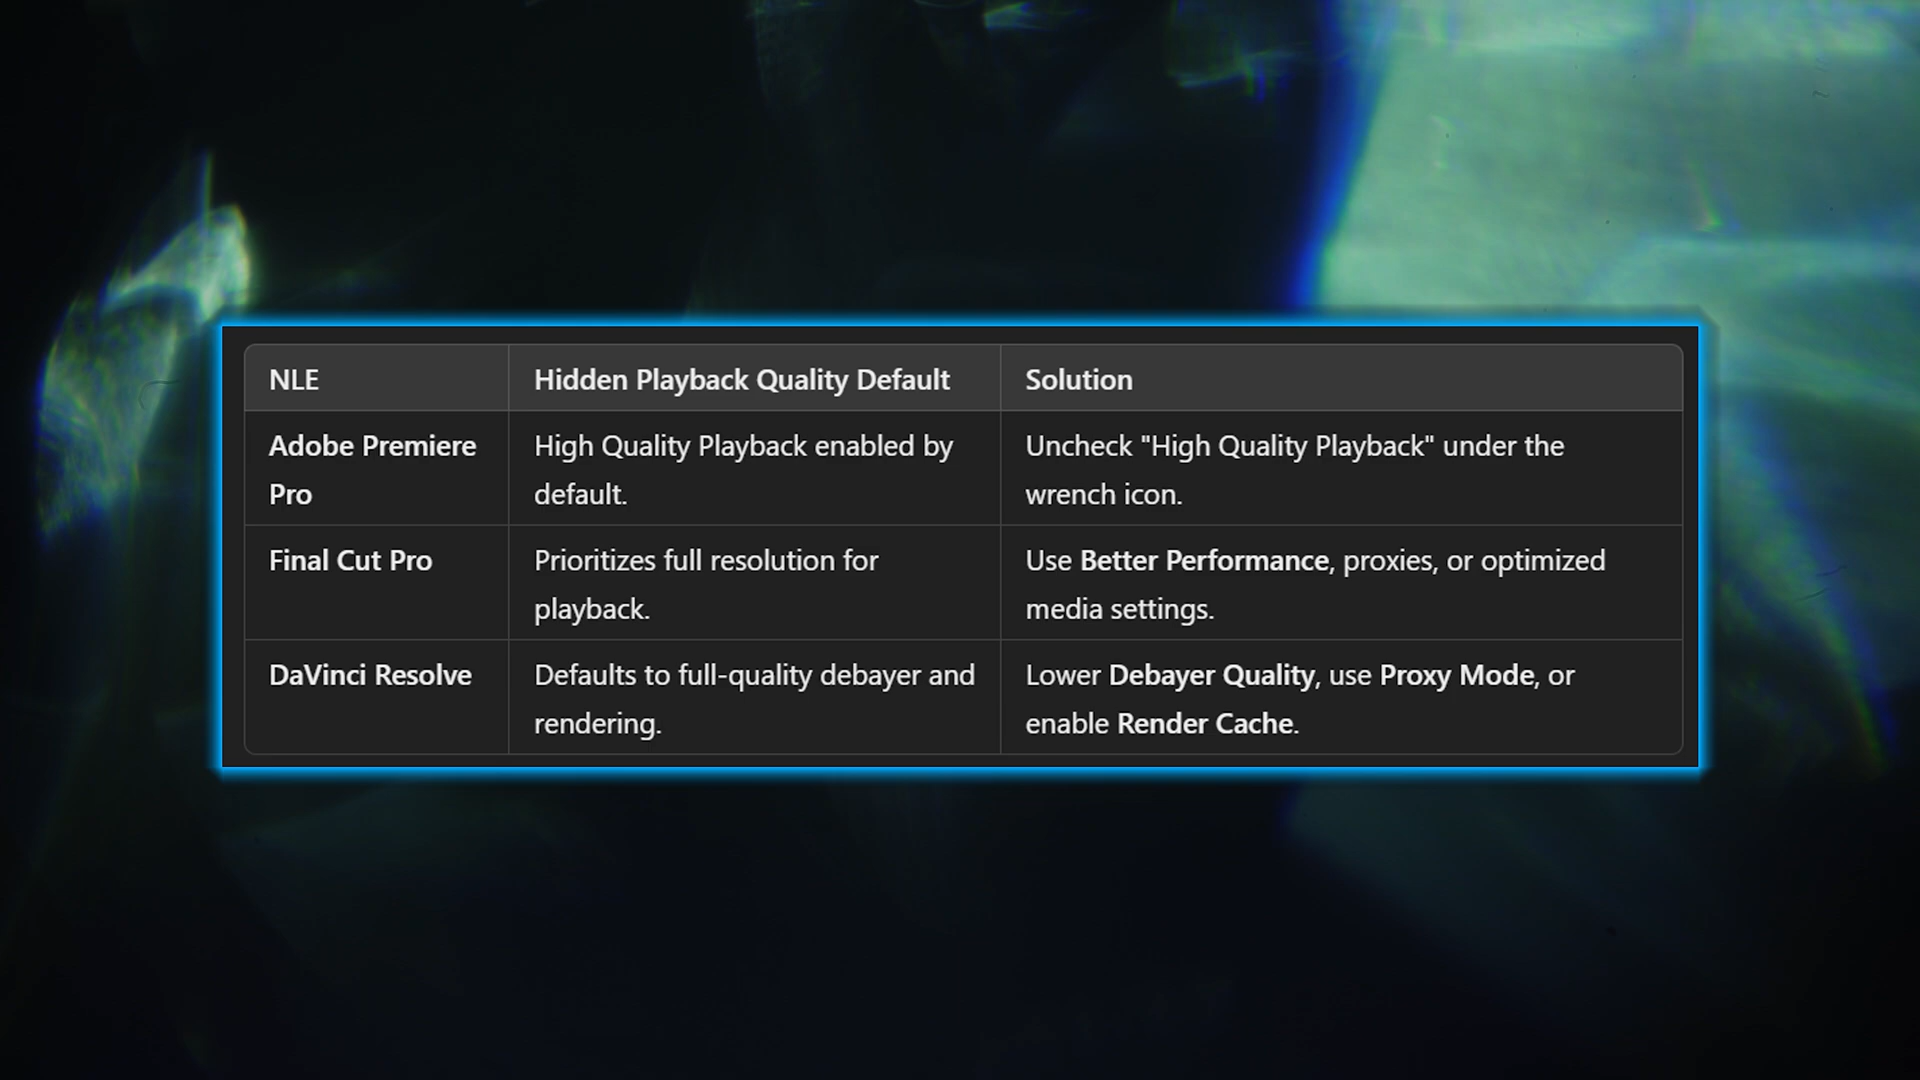 NLE
Hidden Playback Quality Default
Solution
Adobe Premiere
Pro
High Quality Playback enabled by
default.
Uncheck "High Quality Playback" under the
wrench icon.
Final Cut Pro
Prioritizes full resolution for
playback.
Use Better Performance, proxies, or optimized
media settings.
DaVinci Resolve
Defaults to full-quality debayer and
rendering.
Lower Debayer Quality, use Proxy Mode, or
enable Render Cache.